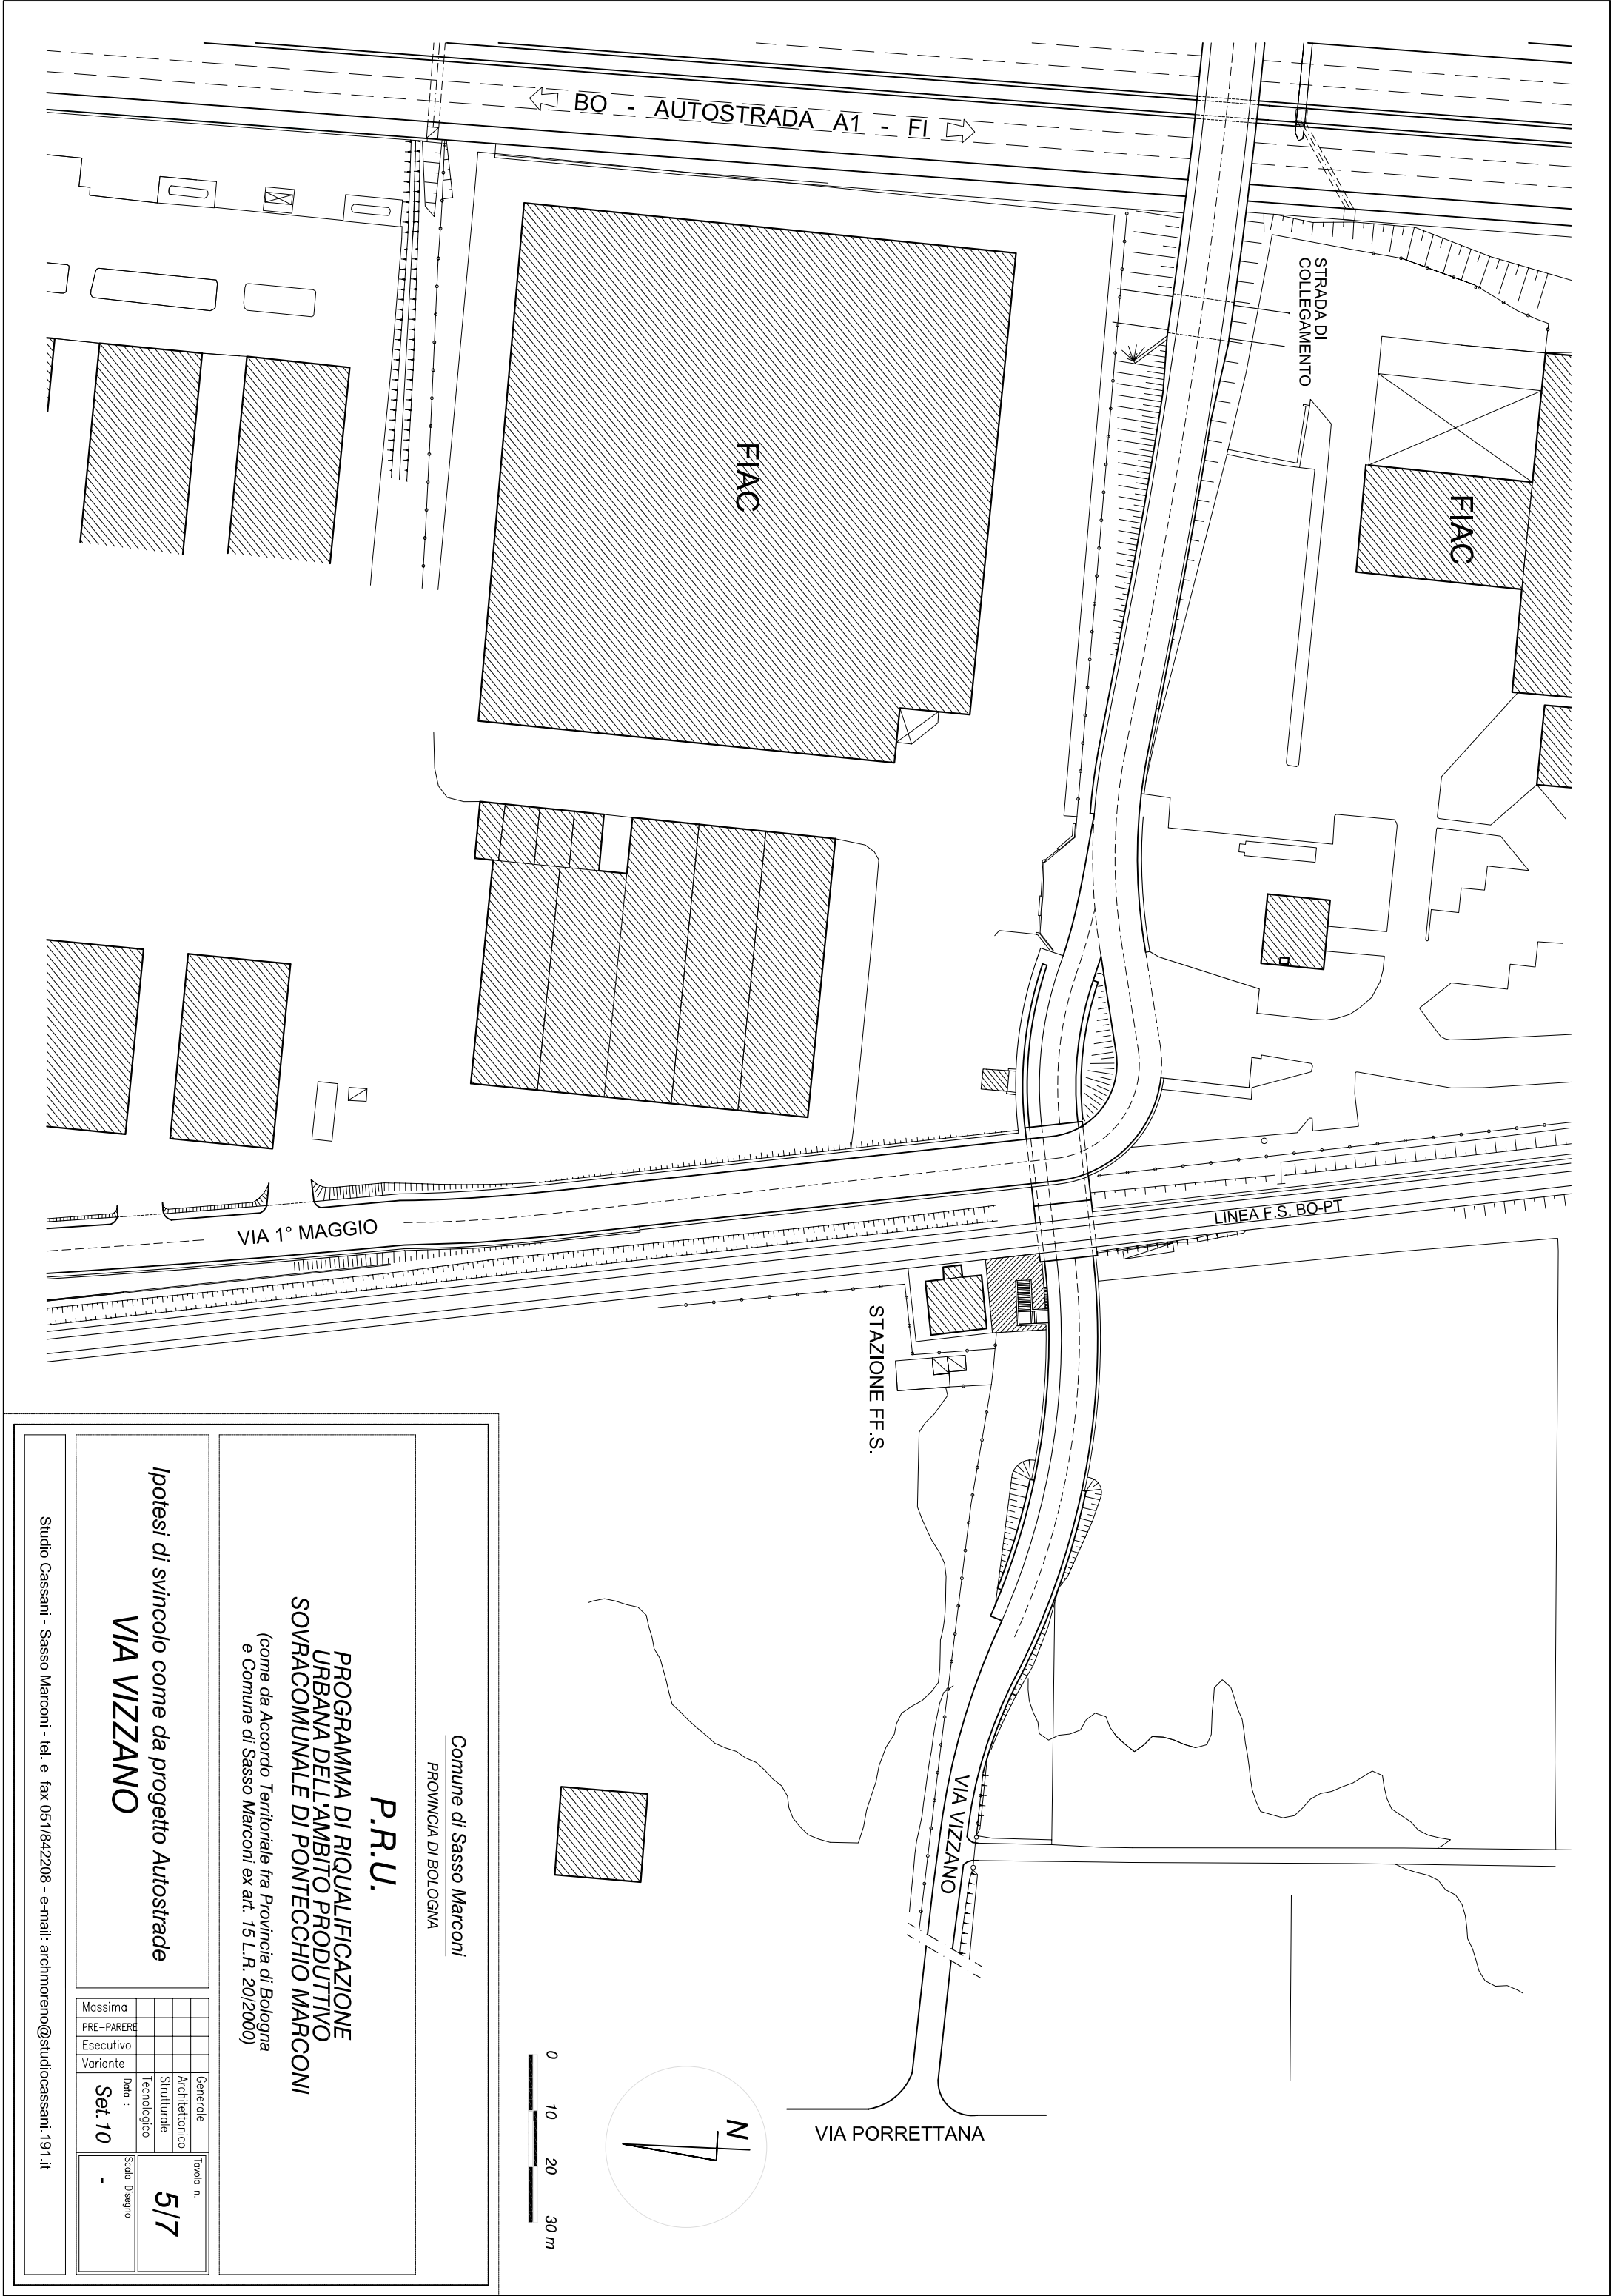 BO - AUTOSTRADA A1 - FI
STRADA DI
COLLEGAMENTO
FIAC
FIAC
VIA 1° MAGGIO
LINEA F.S. BO-PT
STAZIONE FF.S.
VIA VIZZANO
VIA PORRETTANA
N
0 10 20 30 m
Comune di Sasso Marconi
PROVINCIA DI BOLOGNA
P.R.U.
PROGRAMMA DI RIQUALIFICAZIONE
URBANA DELL'AMBITO PRODUTTIVO
SOVRACOMUNALE DI PONTECCHIO MARCONI
(come da Accordo Territoriale fra Provincia di Bologna
e Comune di Sasso Marconi ex art. 15 L.R. 20/2000)
Ipotesi di svincolo come da progetto Autostrade
VIA VIZZANO
Massima
PRE-PARERE
Esecutivo
Variante
Generale
Architettonico
Strutturale
Tecnologico
Data :
Set.10
Tavola n.
5/7
Scala Disegno
-
Studio Cassani - Sasso Marconi - tel. e fax 051/842208 - e-mail: archmoreno@studiocassani.191.it